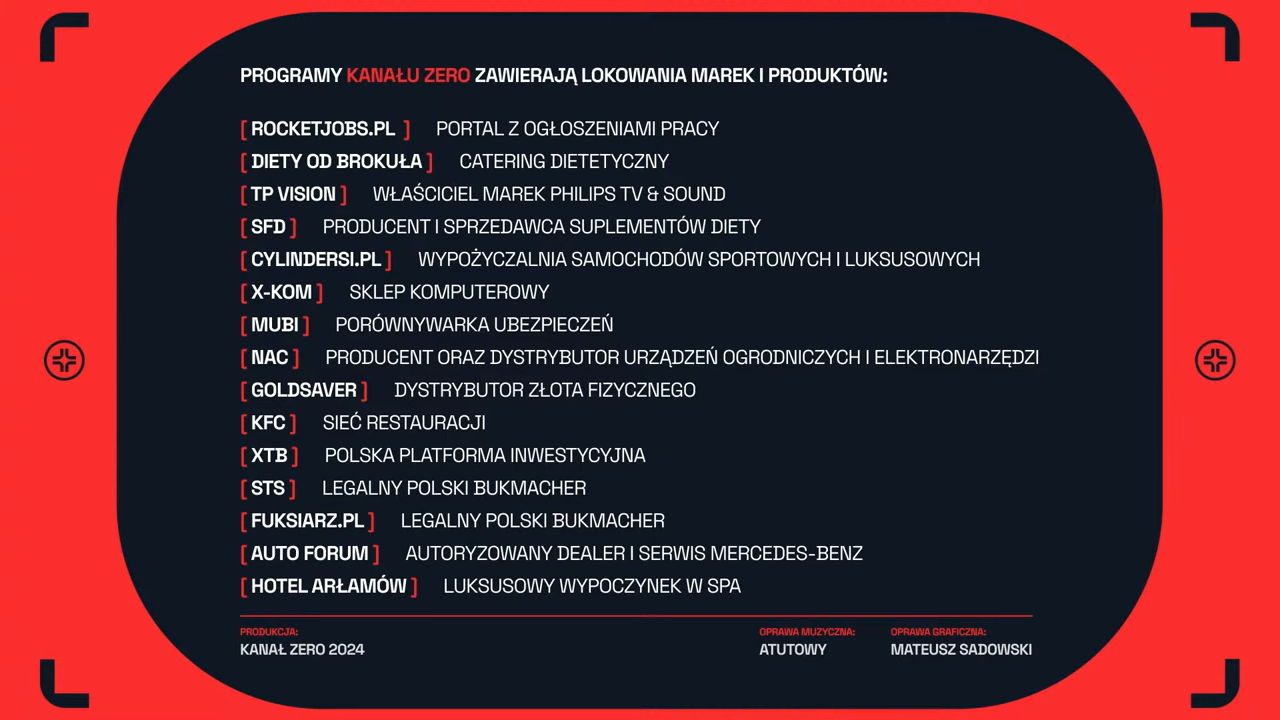 PROGRAMY KANAŁU ZERO ZAWIERAJĄ LOKOWANIA MAREK I PRODUKTÓW:
[ ROCKETJOBS.PL ] PORTAL Z OGŁOSZENIAMI PRACY
[ DIETY OD BROKUŁA ] CATERING DIETETYCZNY
[ TP VISION ] WŁAŚCICIEL MAREK PHILIPS TV & SOUND
[ SFD ] PRODUCENT I SPRZEDAWCA SUPLEMENTÓW DIETY
[ CYLINDERSI.PL ] WYPOŻYCZALNIA SAMOCHODÓW SPORTOWYCH I LUKSUSOWYCH
[ X-KOM ] SKLEP KOMPUTEROWY
[ MUBI ] PORÓWNYWARKA UBEZPIECZEŃ
[ NAC ] PRODUCENT ORAZ DYSTRYBUTOR URZĄDZEŃ OGRODNICZYCH I ELEKTRONARZĘDZI
[ GOLDSAVER ] DYSTRYBUTOR ZŁOTA FIZYCZNEGO
[ KFC ] SIEĆ RESTAURACJI
[ XTB ] POLSKA PLATFORMA INWESTYCYJNA
[ STS ] LEGALNY POLSKI BUKMACHER
[ FUKSIARZ.PL ] LEGALNY POLSKI BUKMACHER
[ AUTO FORUM ] AUTORYZOWANY DEALER I SERWIS MERCEDES-BENZ
[ HOTEL ARŁAMÓW ] LUKSUSOWY WYPOCZYNEK W SPA
PRODUKCJA: OPRAWA MUZYCZNA: OPRAWA GRAFICZNA:
KANAŁ ZERO 2024 ATUTOWY MATEUSZ SADOWSKI